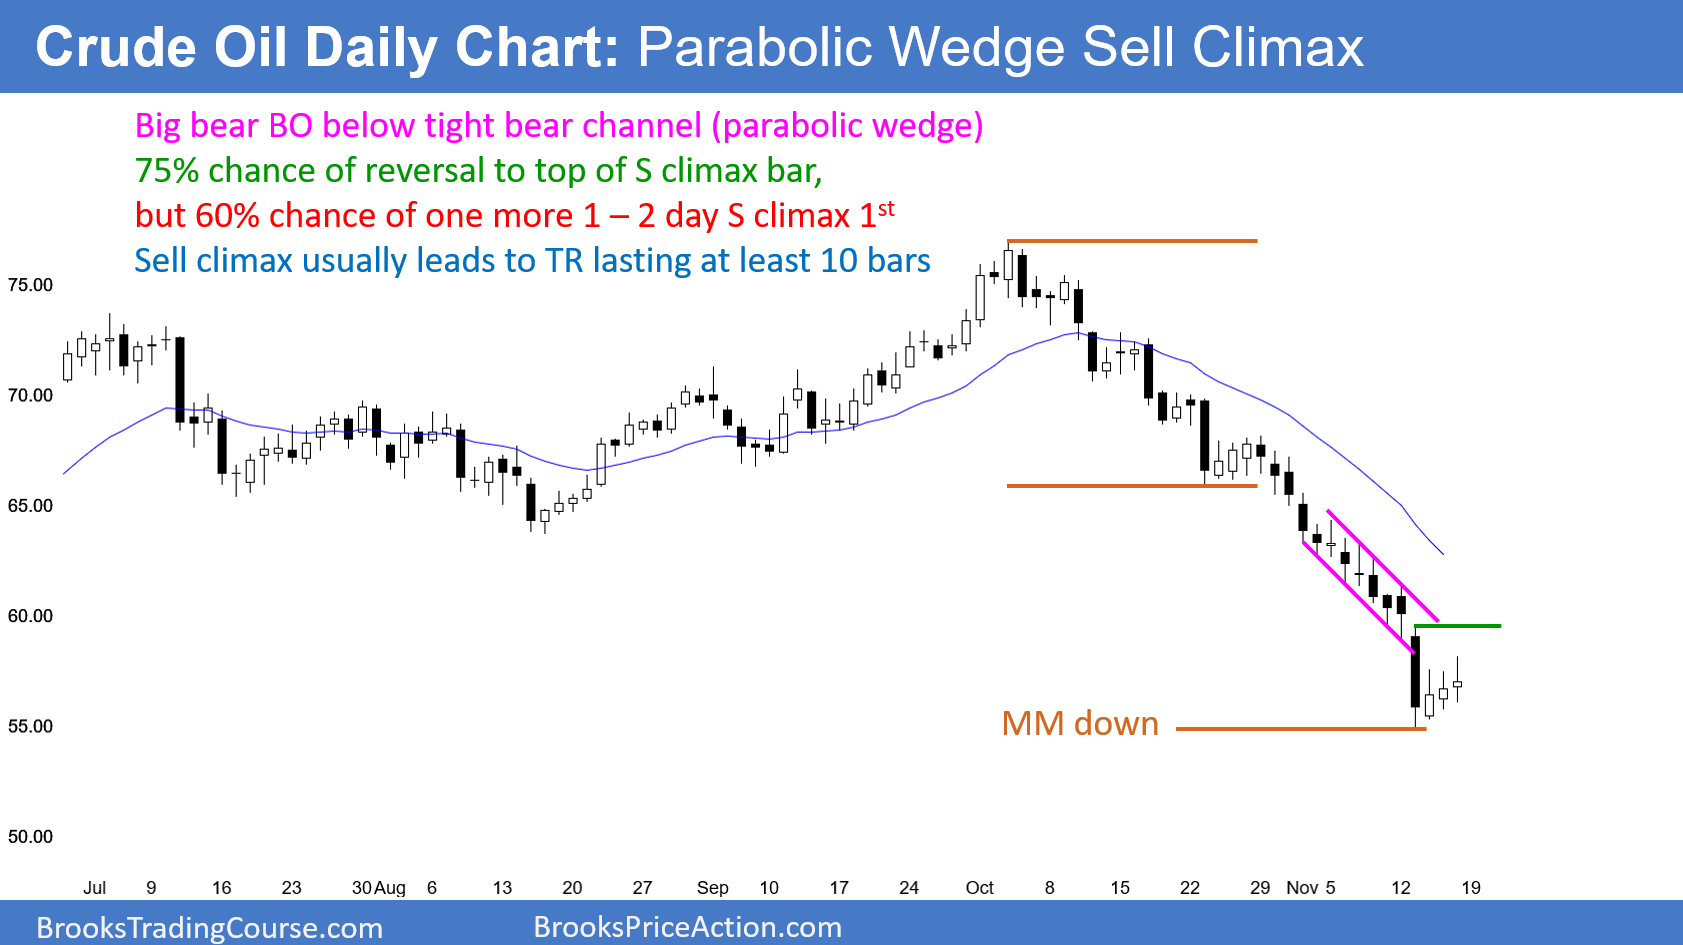 Crude Oil Daily Chart: Parabolic Wedge Sell Climax
Big bear BO below tight bear channel (parabolic wedge)
75% chance of reversal to top of S climax bar,
but 60% chance of one more 1 – 2 day S climax 1st
Sell climax usually leads to TR lasting at least 10 bars
75.00
70.00
65.00
60.00
MM down
55.00
50.00
Jul 9 16 23 30 Aug 6 13 20 27 Sep 10 17 24 Oct 8 15 22 29 Nov 5 12 19
BrooksTradingCourse.com BrooksPriceAction.com